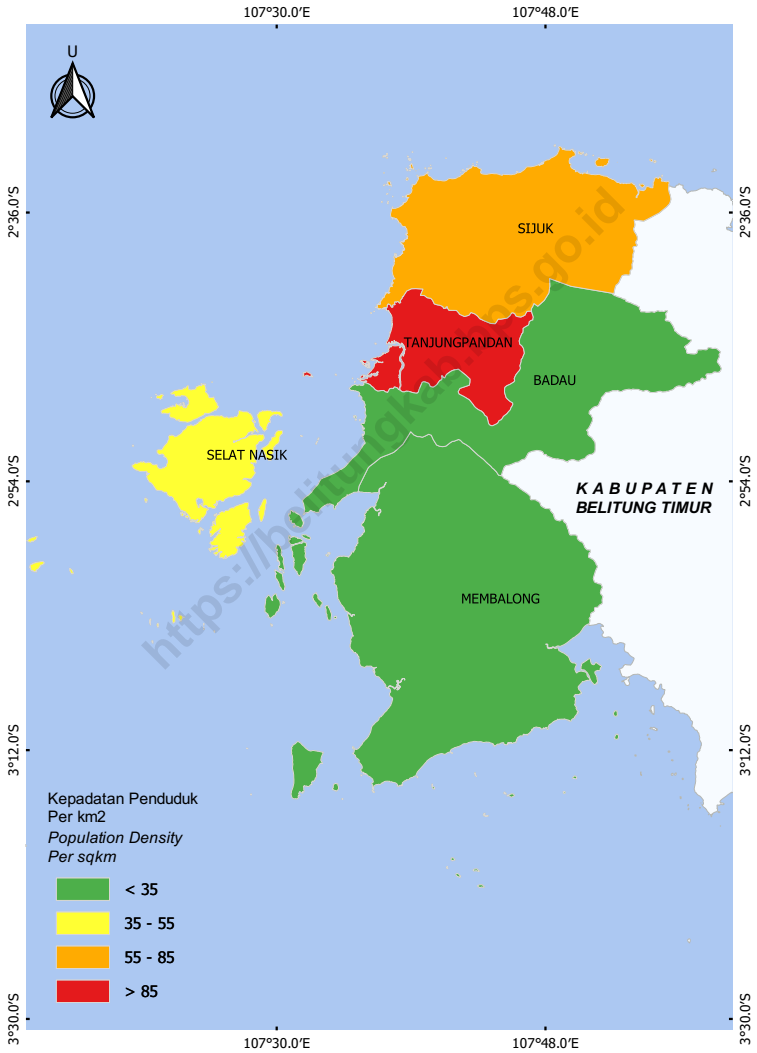 107°30.0'E
107°48.0'E
U
2°36.0'S
2°36.0'S
SIJUK
TANJUNGPANDAN
BADAU
SELAT NASIK
2°54.0'S
2°54.0'S
KABUPATEN
BELITUNG TIMUR
MEMBALONG
https://belitungkab.bps.go.id
3°12.0'S
3°12.0'S
Kepadatan Penduduk
Per km2
Population Density
Per sqkm
< 35
35 - 55
55 - 85
> 85
3°30.0'S
3°30.0'S
107°30.0'E
107°48.0'E